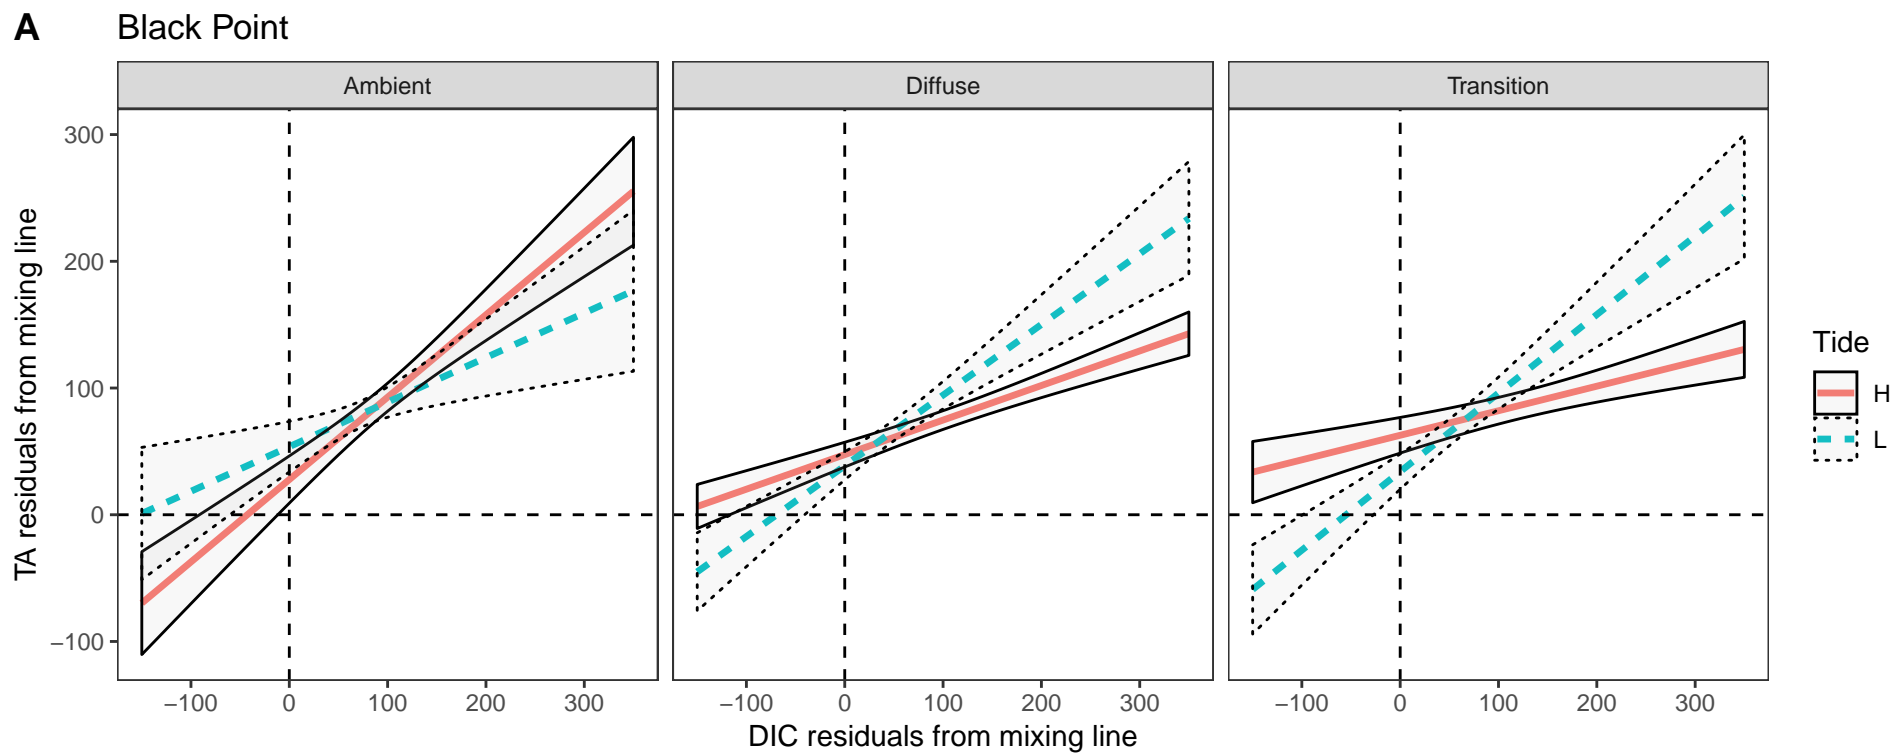 A Black Point
Ambient Diffuse Transition
300
200
100
0
−100
TA residuals from mixing line
−100 0 100 200 300 −100 0 100 200 300 −100 0 100 200 300
DIC residuals from mixing line
Tide
H
L